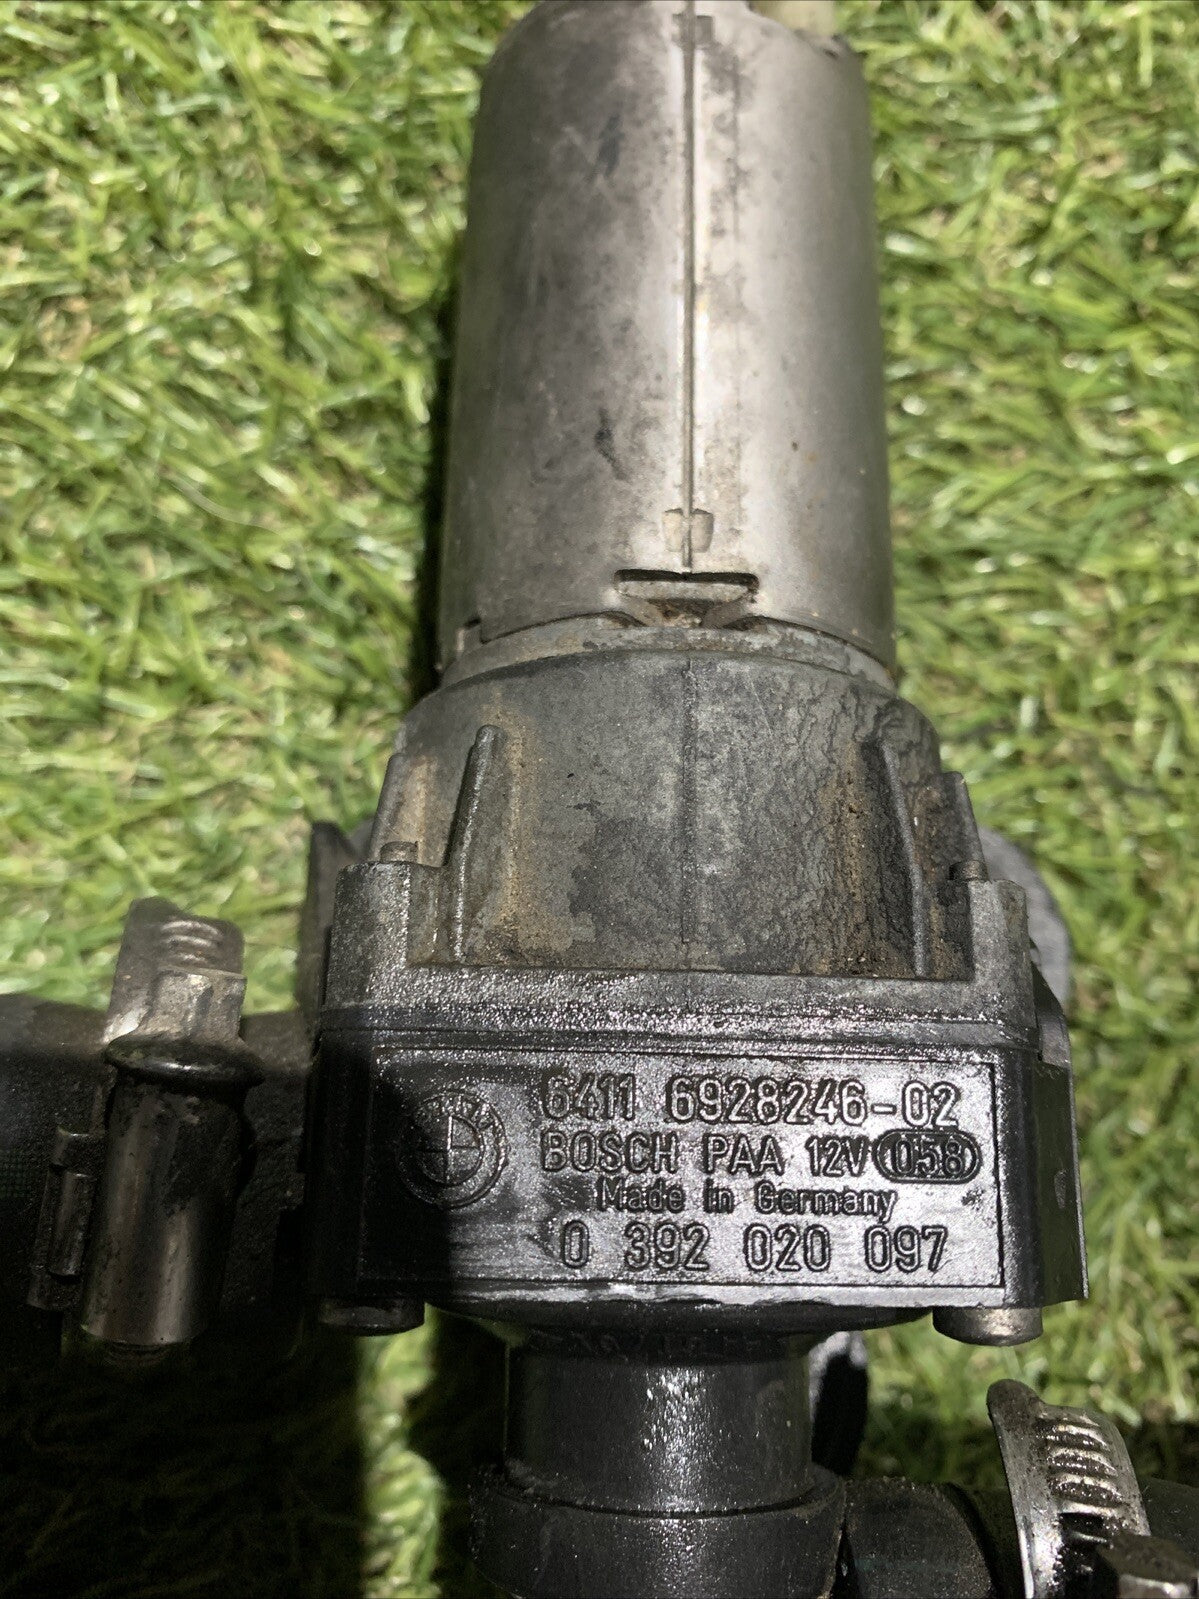 6411 6928246-02
BOSCH PAA 12V 058
Made in Germany
0 392 020 097